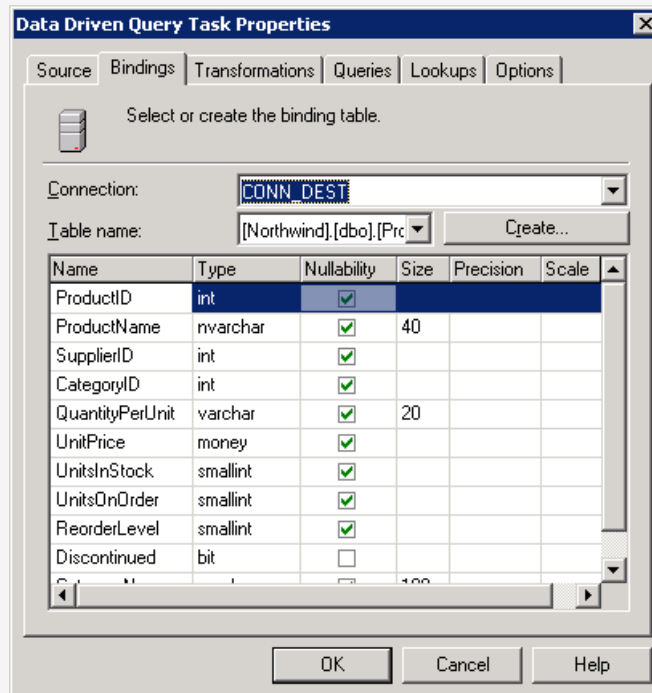 Data Driven Query Task Properties
Source Bindings Transformations Queries Lookups Options
Select or create the binding table.
Connection: CONN_DEST
Table name: [Northwind].[dbo].[Prc Create...
Name Type Nullability Size Precision Scale
ProductID int
ProductName nvarchar 40
SupplierID int
CategoryID int
QuantityPerUnit varchar 20
UnitPrice money
UnitsInStock smallint
UnitsOnOrder smallint
ReorderLevel smallint
Discontinued bit
OK Cancel Help